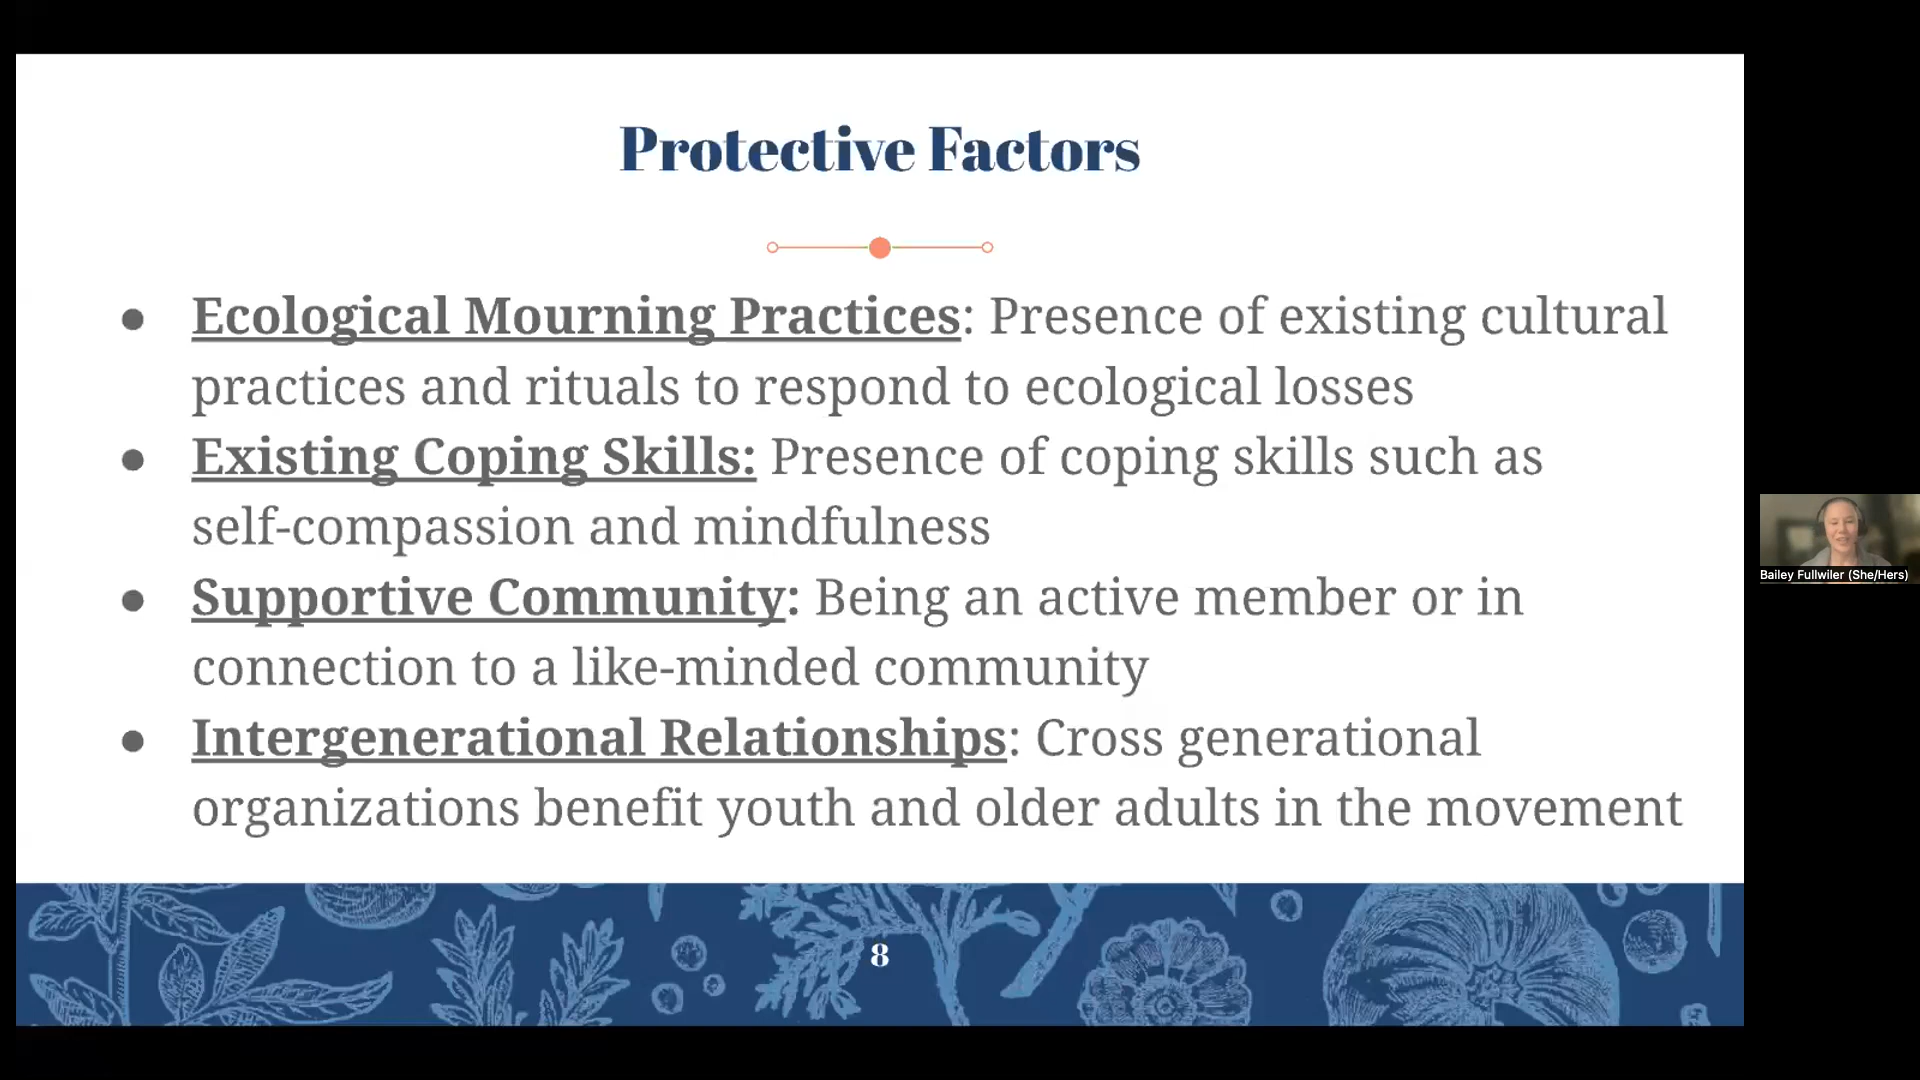 Protective Factors
● Ecological Mourning Practices: Presence of existing cultural
practices and rituals to respond to ecological losses
● Existing Coping Skills: Presence of coping skills such as
self-compassion and mindfulness
● Supportive Community: Being an active member or in
connection to a like-minded community
● Intergenerational Relationships: Cross generational
organizations benefit youth and older adults in the movement
8
Bailey Fullwiler (She/Hers)